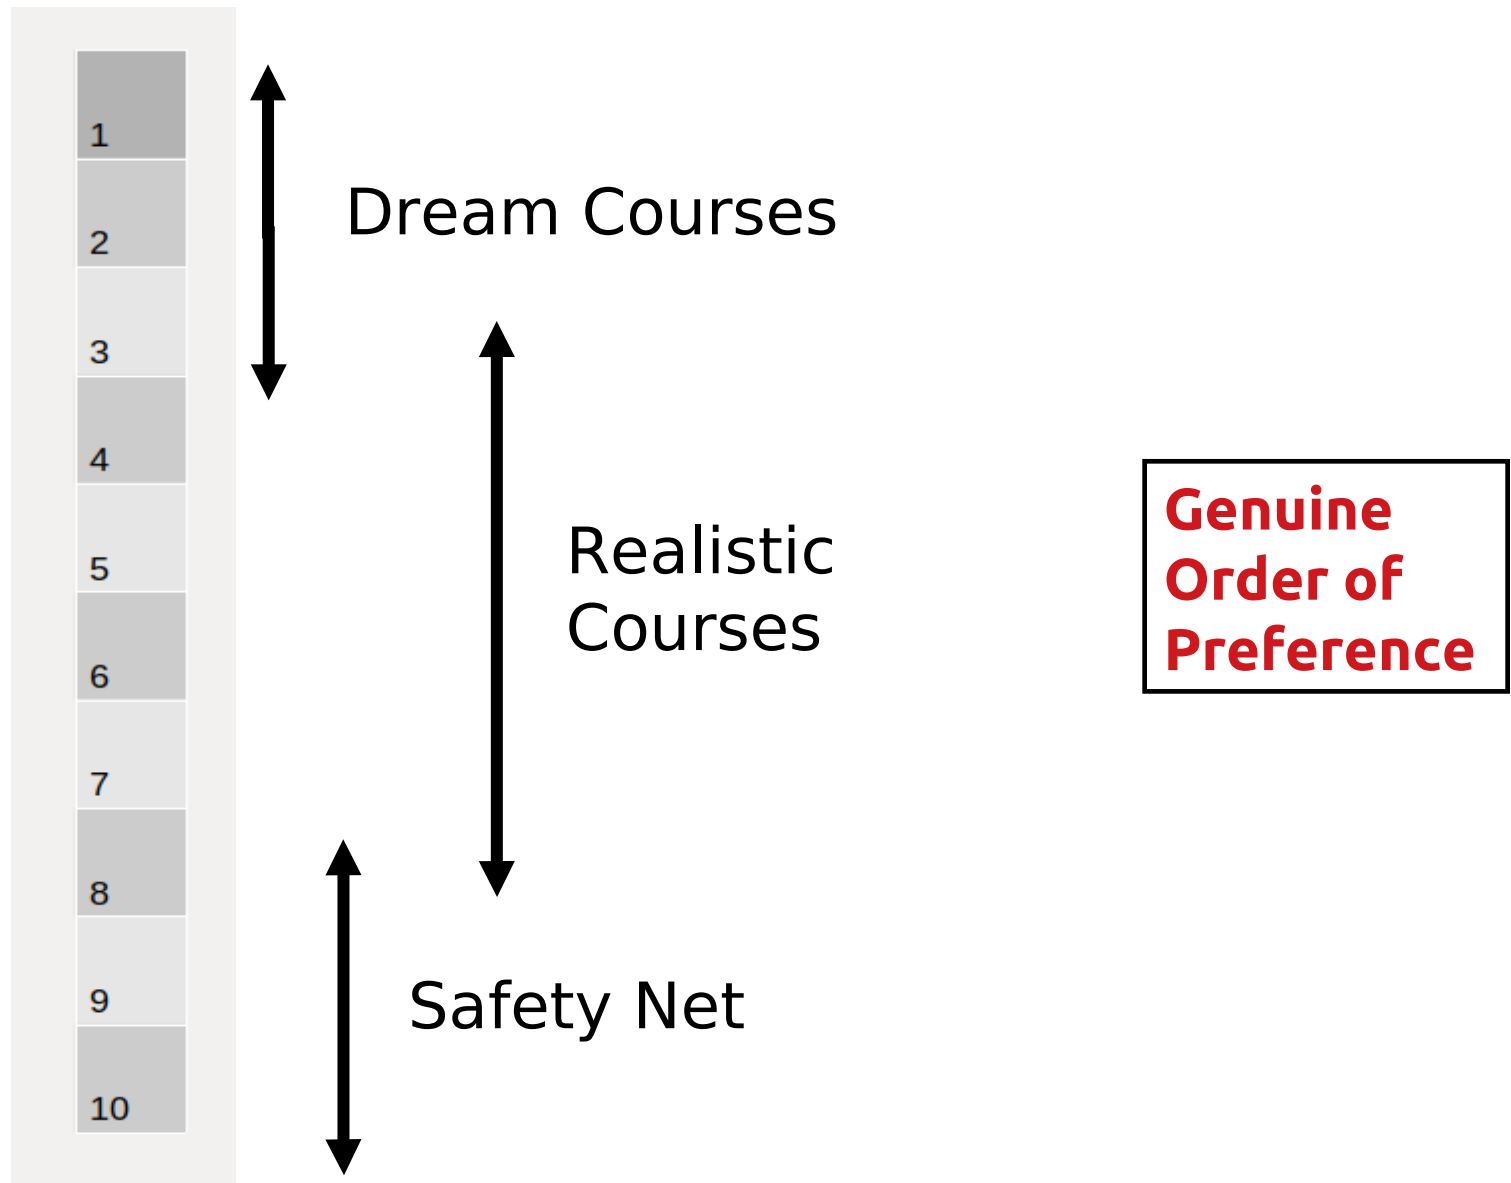 1
2
3
4
5
6
7
8
9
10
Dream Courses
Realistic
Courses
Safety Net
Genuine
Order of
Preference